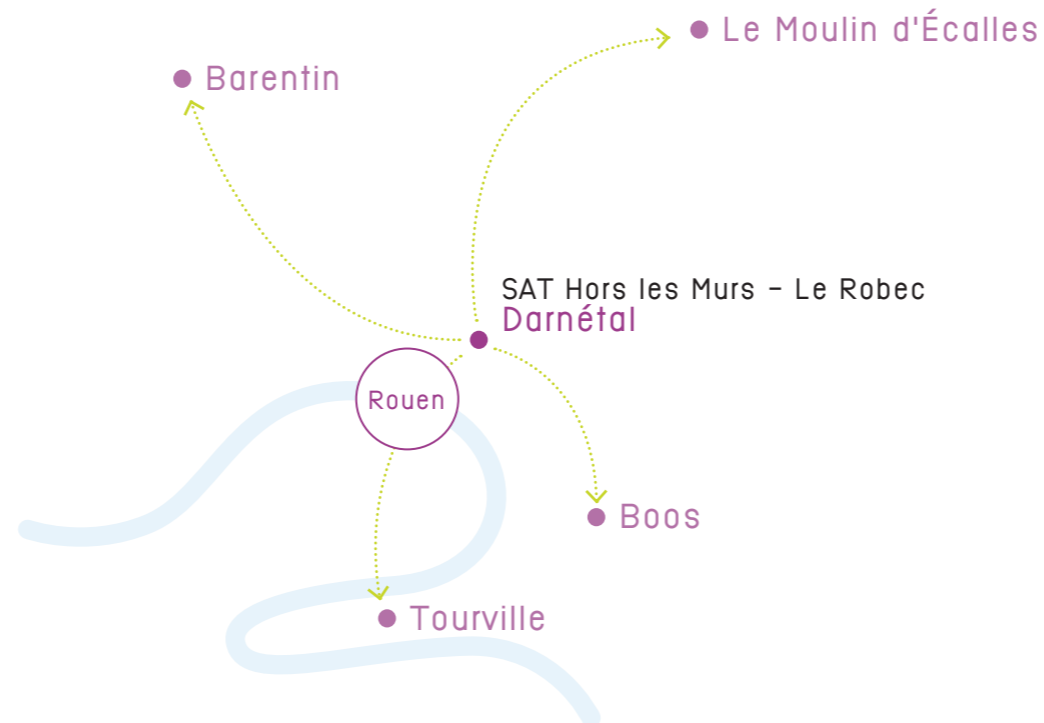 Le Moulin d'Écalles
Barentin
SAT Hors les Murs – Le Robec
Darnétal
Rouen
Boos
Tourville